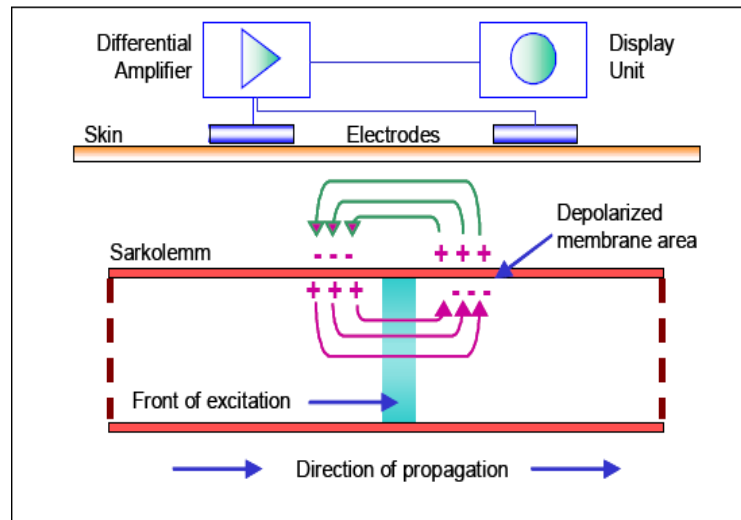 Differential
Amplifier
Display
Unit
Skin
Electrodes
Depolarized
membrane area
Sarkolemm
- - -
+ + +
+ + +
- - -
Front of excitation
Direction of propagation